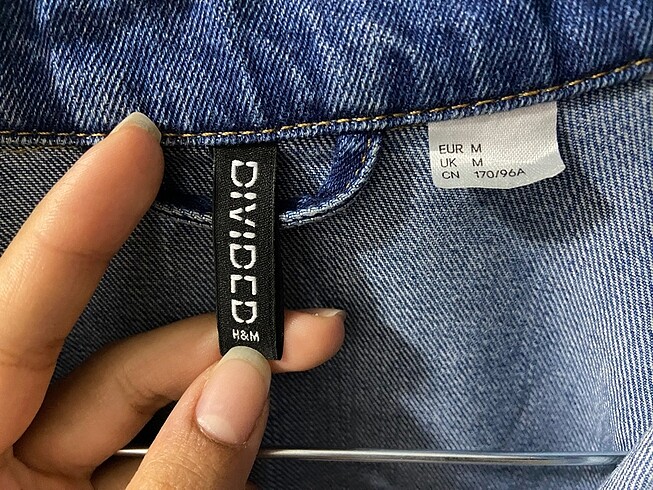 DIVIDED
H&M
EUR M
UK M
CN 170/96A